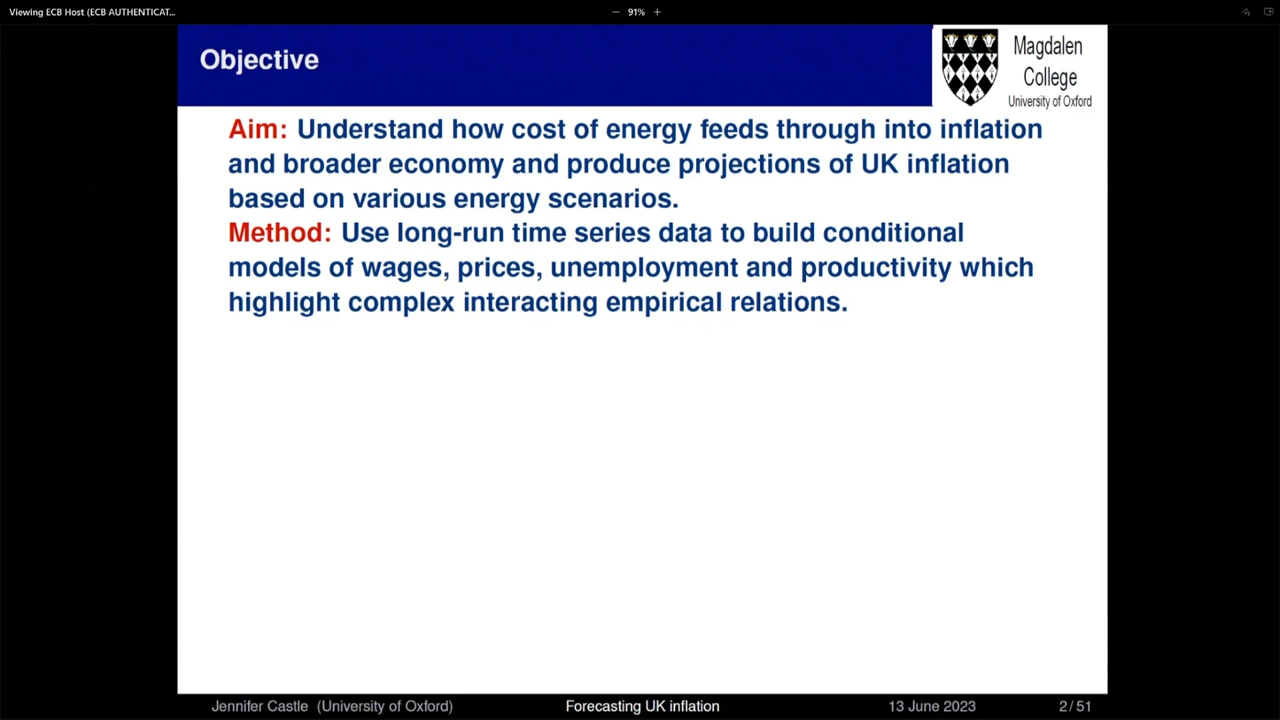 Viewing ECB Host (ECB AUTHENTICAT...
− 91% +
Objective
Magdalen
College
University of Oxford
Aim: Understand how cost of energy feeds through into inflation
and broader economy and produce projections of UK inflation
based on various energy scenarios.
Method: Use long-run time series data to build conditional
models of wages, prices, unemployment and productivity which
highlight complex interacting empirical relations.
Jennifer Castle (University of Oxford)
Forecasting UK inflation
13 June 2023
2 / 51